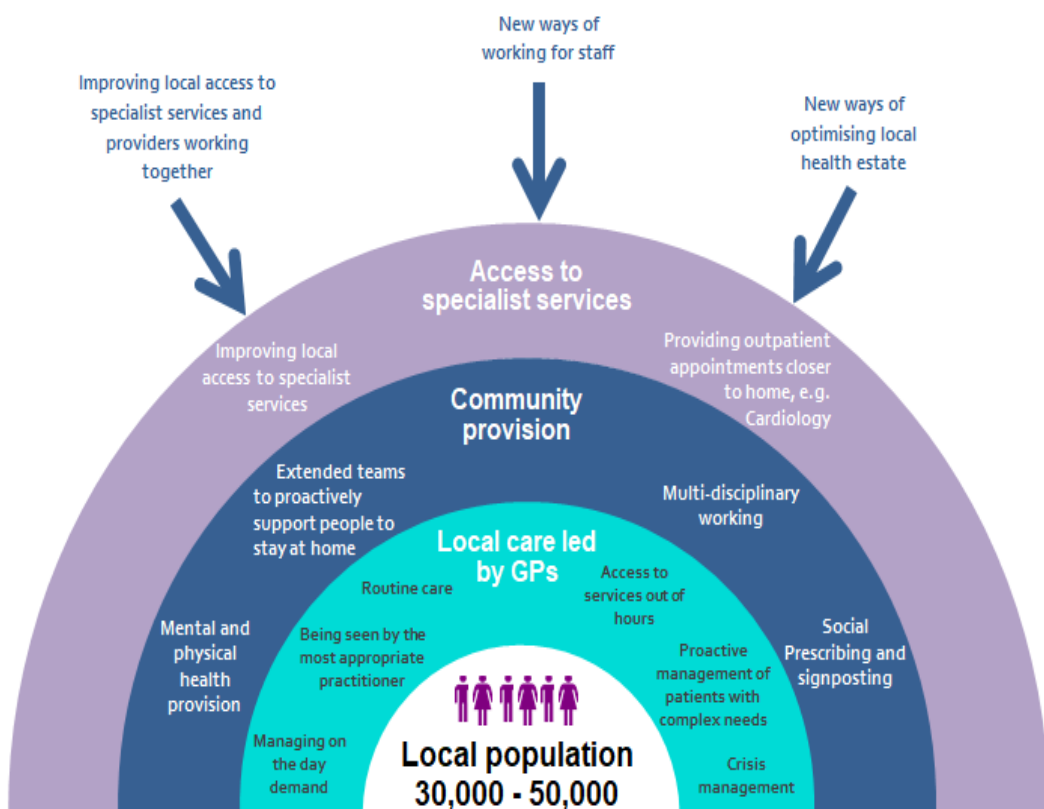 New ways of
working for staff
Improving local access to
specialist services and
providers working
together
New ways of
optimising local
health estate
Access to
specialist services
Improving local
access to specialist
services
Providing outpatient
appointments closer
to home, e.g.
Cardiology
Community
provision
Extended teams
to proactively
support people to
stay at home
Multi-disciplinary
working
Mental and
physical
health
provision
Social
Prescribing and
signposting
Local care led
by GPs
Routine care
Access to
services out of
hours
Being seen by the
most appropriate
practitioner
Proactive
management of
patients with
complex needs
Managing on
the day
demand
Crisis
management
Local population
30,000 - 50,000